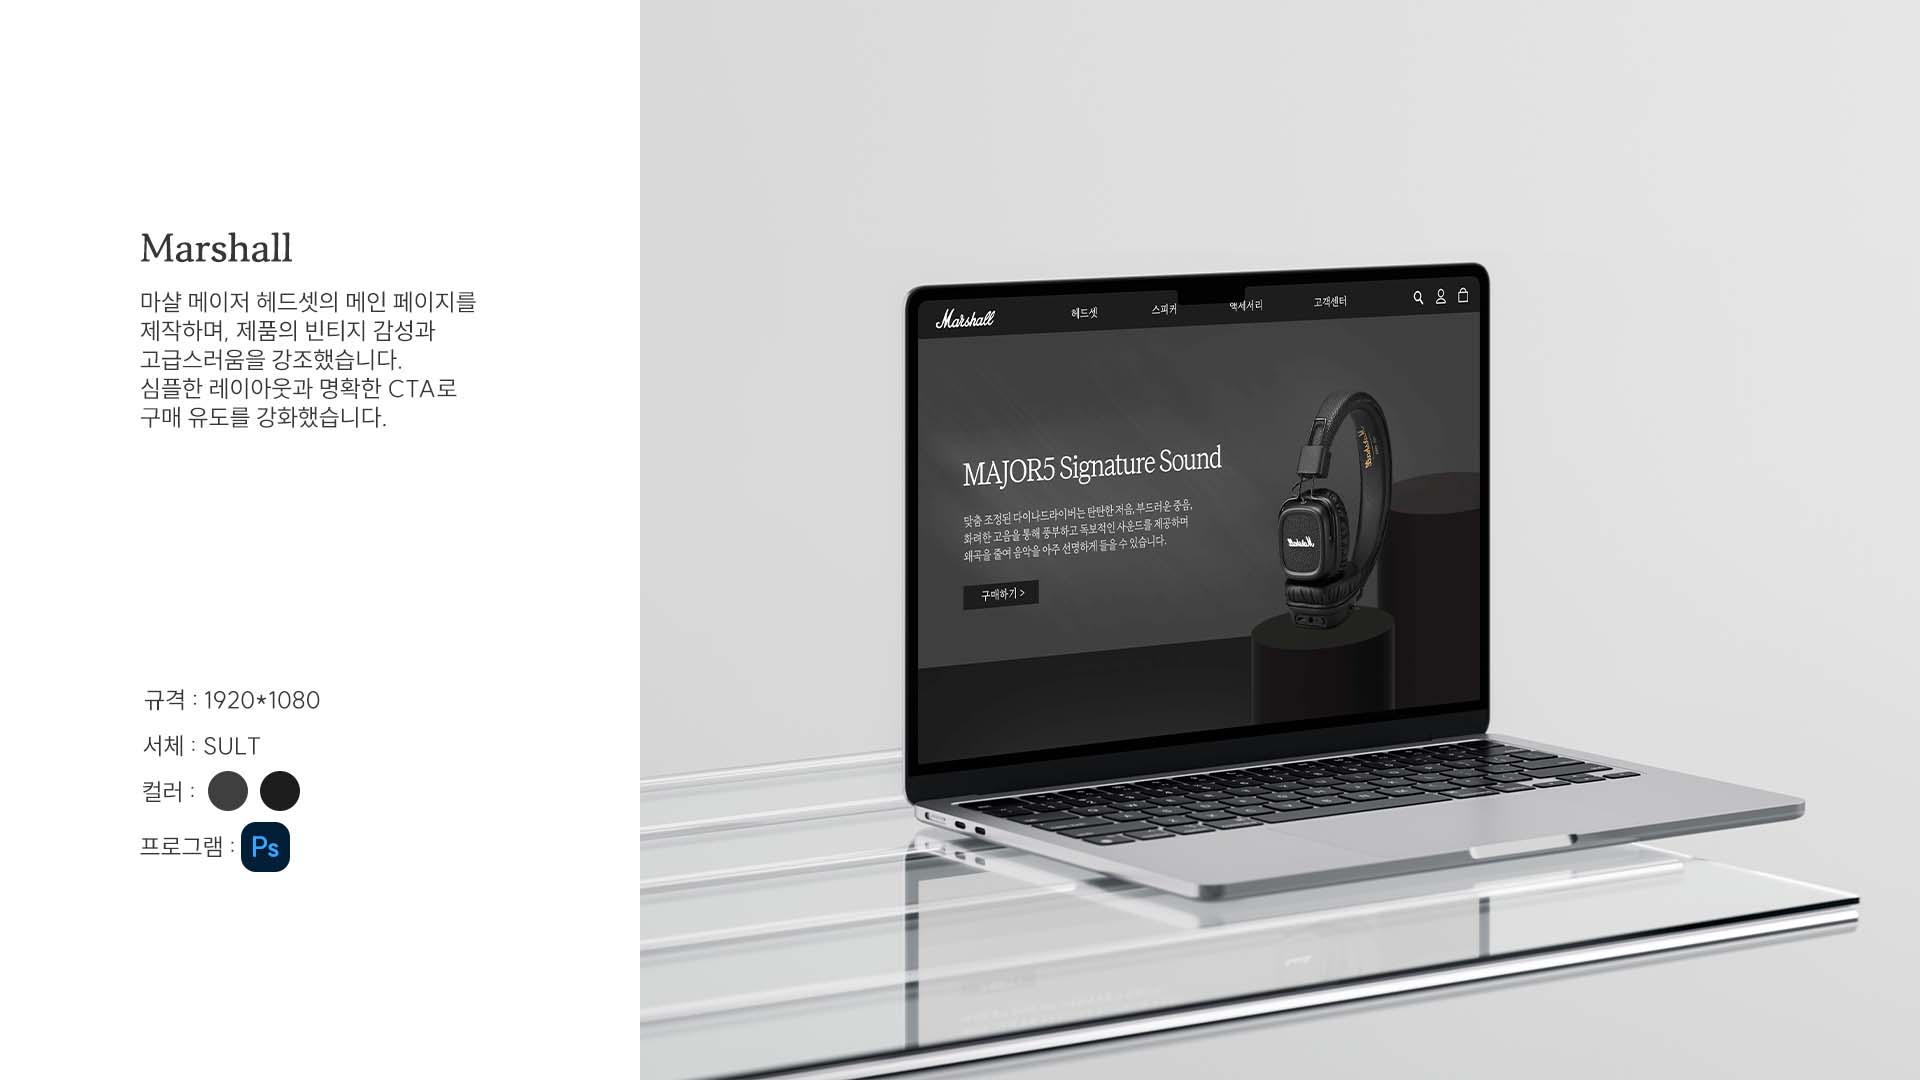 Marshall
마샬 메이저 헤드셋의 메인 페이지를
제작하며, 제품의 빈티지 감성과
고급스러움을 강조했습니다.
심플한 레이아웃과 명확한 CTA로
구매 유도를 강화했습니다.
규격 : 1920*1080
서체 : SULT
컬러 :
프로그램 : Ps
Marshall
헤드셋
스피커
액세서리
고객센터
MAJOR5 Signature Sound
맞춤 조정된 다이나드라이버는 탄탄한 저음, 부드러운 중음,
화려한 고음을 통해 풍부하고 독보적인 사운드를 제공하며
왜곡을 줄여 음악을 아주 선명하게 들을 수 있습니다.
구매하기 >
Marshall
Marshall